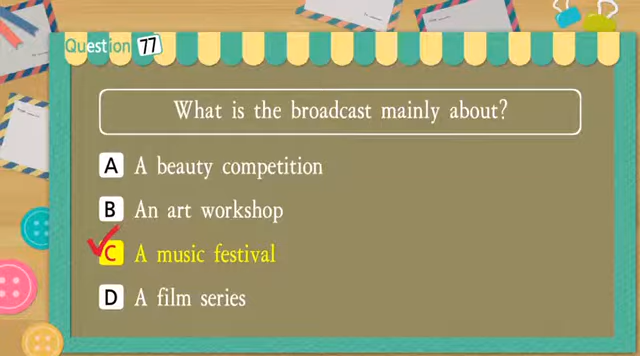 Question 77
What is the broadcast mainly about?
A A beauty competition
B An art workshop
C A music festival
D A film series